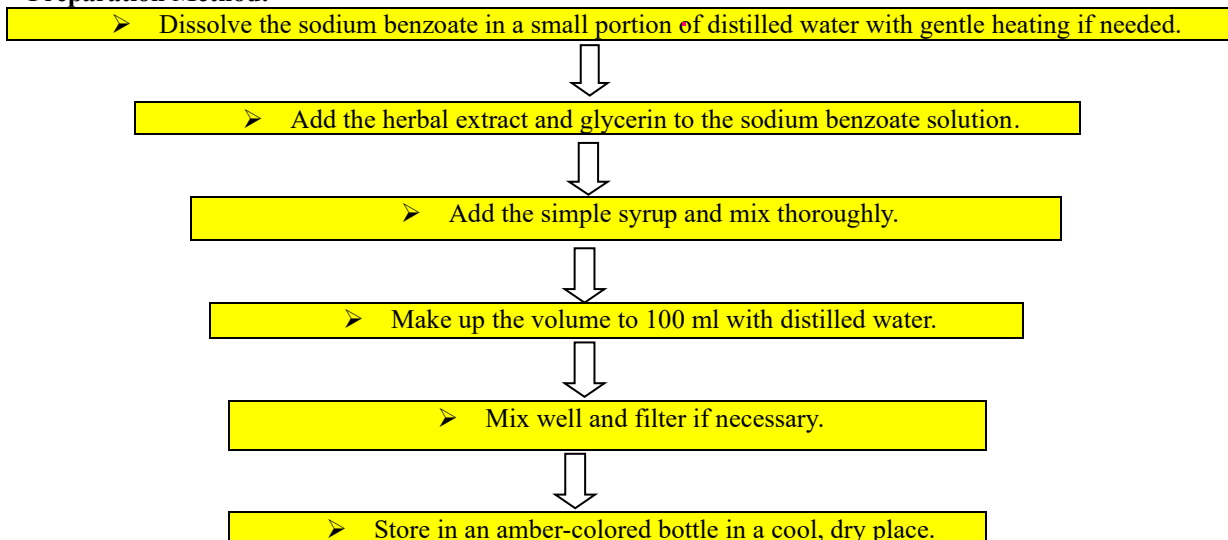 Preparation Method:
➢ Dissolve the sodium benzoate in a small portion of distilled water with gentle heating if needed.
➢ Add the herbal extract and glycerin to the sodium benzoate solution.
➢ Add the simple syrup and mix thoroughly.
➢ Make up the volume to 100 ml with distilled water.
➢ Mix well and filter if necessary.
➢ Store in an amber-colored bottle in a cool, dry place.